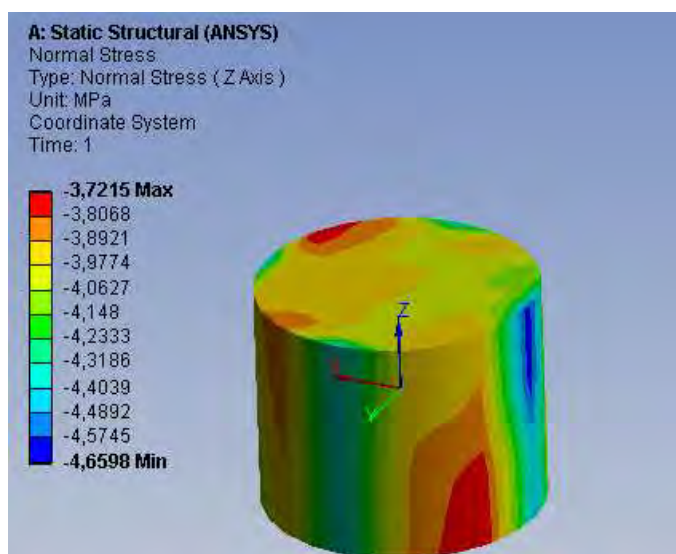 A: Static Structural (ANSYS)
Normal Stress
Type: Normal Stress ( Z Axis )
Unit: MPa
Coordinate System
Time: 1
-3,7215 Max
-3,8068
-3,8921
-3,9774
-4,0627
-4,148
-4,2333
-4,3186
-4,4039
-4,4892
-4,5745
-4,6598 Min
Z
Y